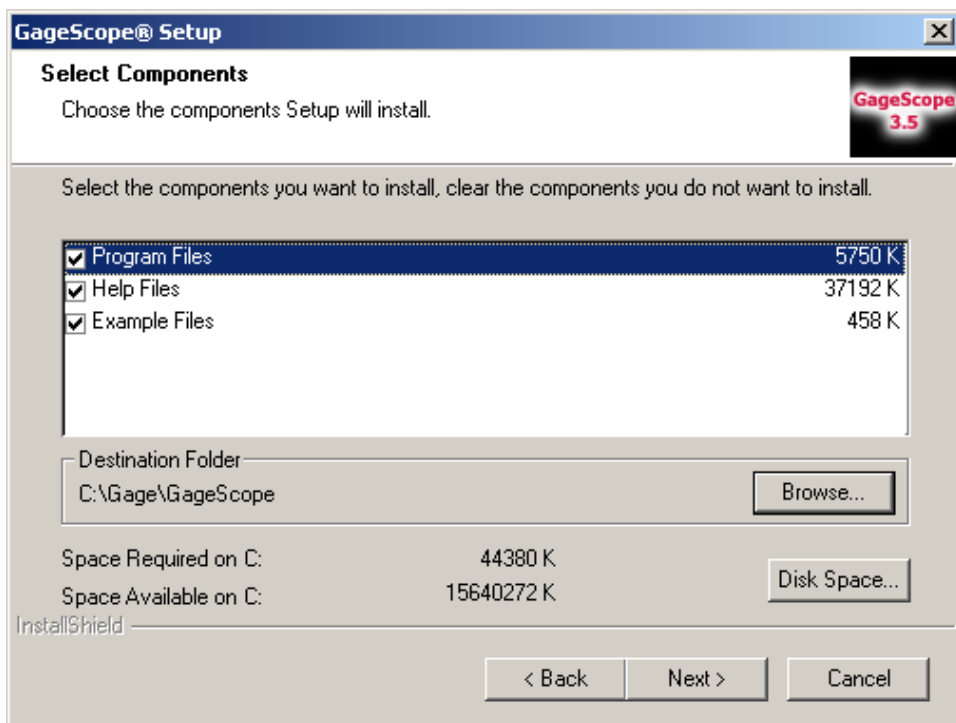 GageScope® Setup
Select Components
Choose the components Setup will install.
GageScope
3.5
Select the components you want to install, clear the components you do not want to install.
Program Files 5750 K
Help Files 37192 K
Example Files 458 K
Destination Folder
C:\Gage\GageScope
Browse...
Space Required on C: 44380 K
Space Available on C: 15640272 K
Disk Space...
InstallShield
< Back Next > Cancel